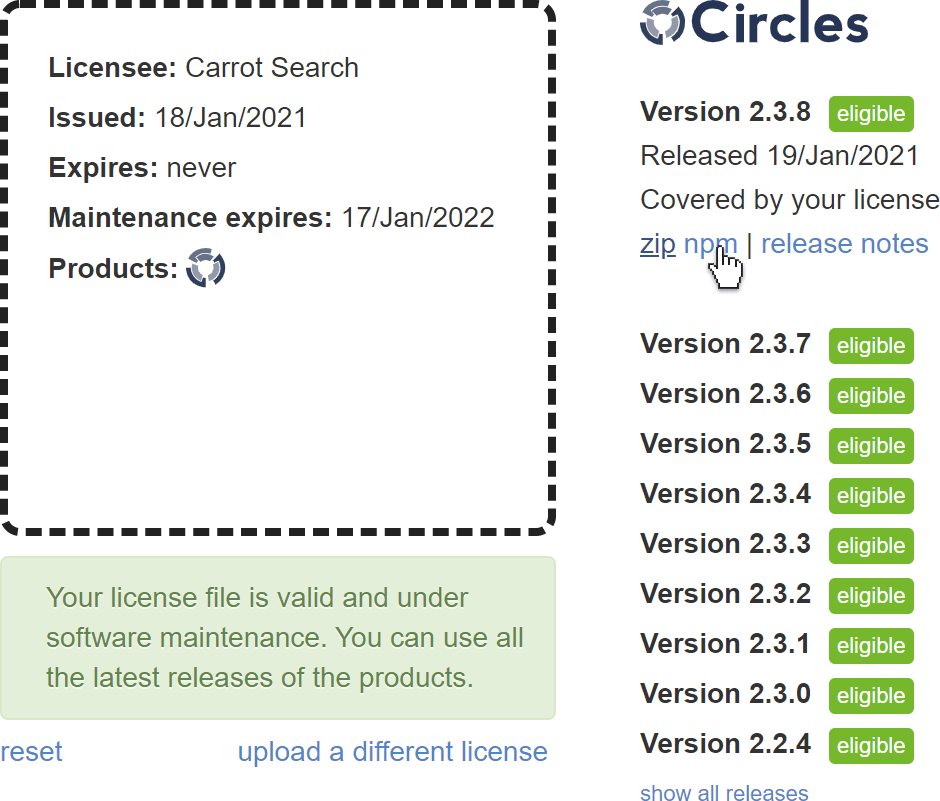 Licensee: Carrot Search
Issued: 18/Jan/2021
Expires: never
Maintenance expires: 17/Jan/2022
Products:
Your license file is valid and under
software maintenance. You can use all
the latest releases of the products.
reset
upload a different license
Circles
Version 2.3.8 eligible
Released 19/Jan/2021
Covered by your license
zip npm | release notes
Version 2.3.7 eligible
Version 2.3.6 eligible
Version 2.3.5 eligible
Version 2.3.4 eligible
Version 2.3.3 eligible
Version 2.3.2 eligible
Version 2.3.1 eligible
Version 2.3.0 eligible
Version 2.2.4 eligible
show all releases